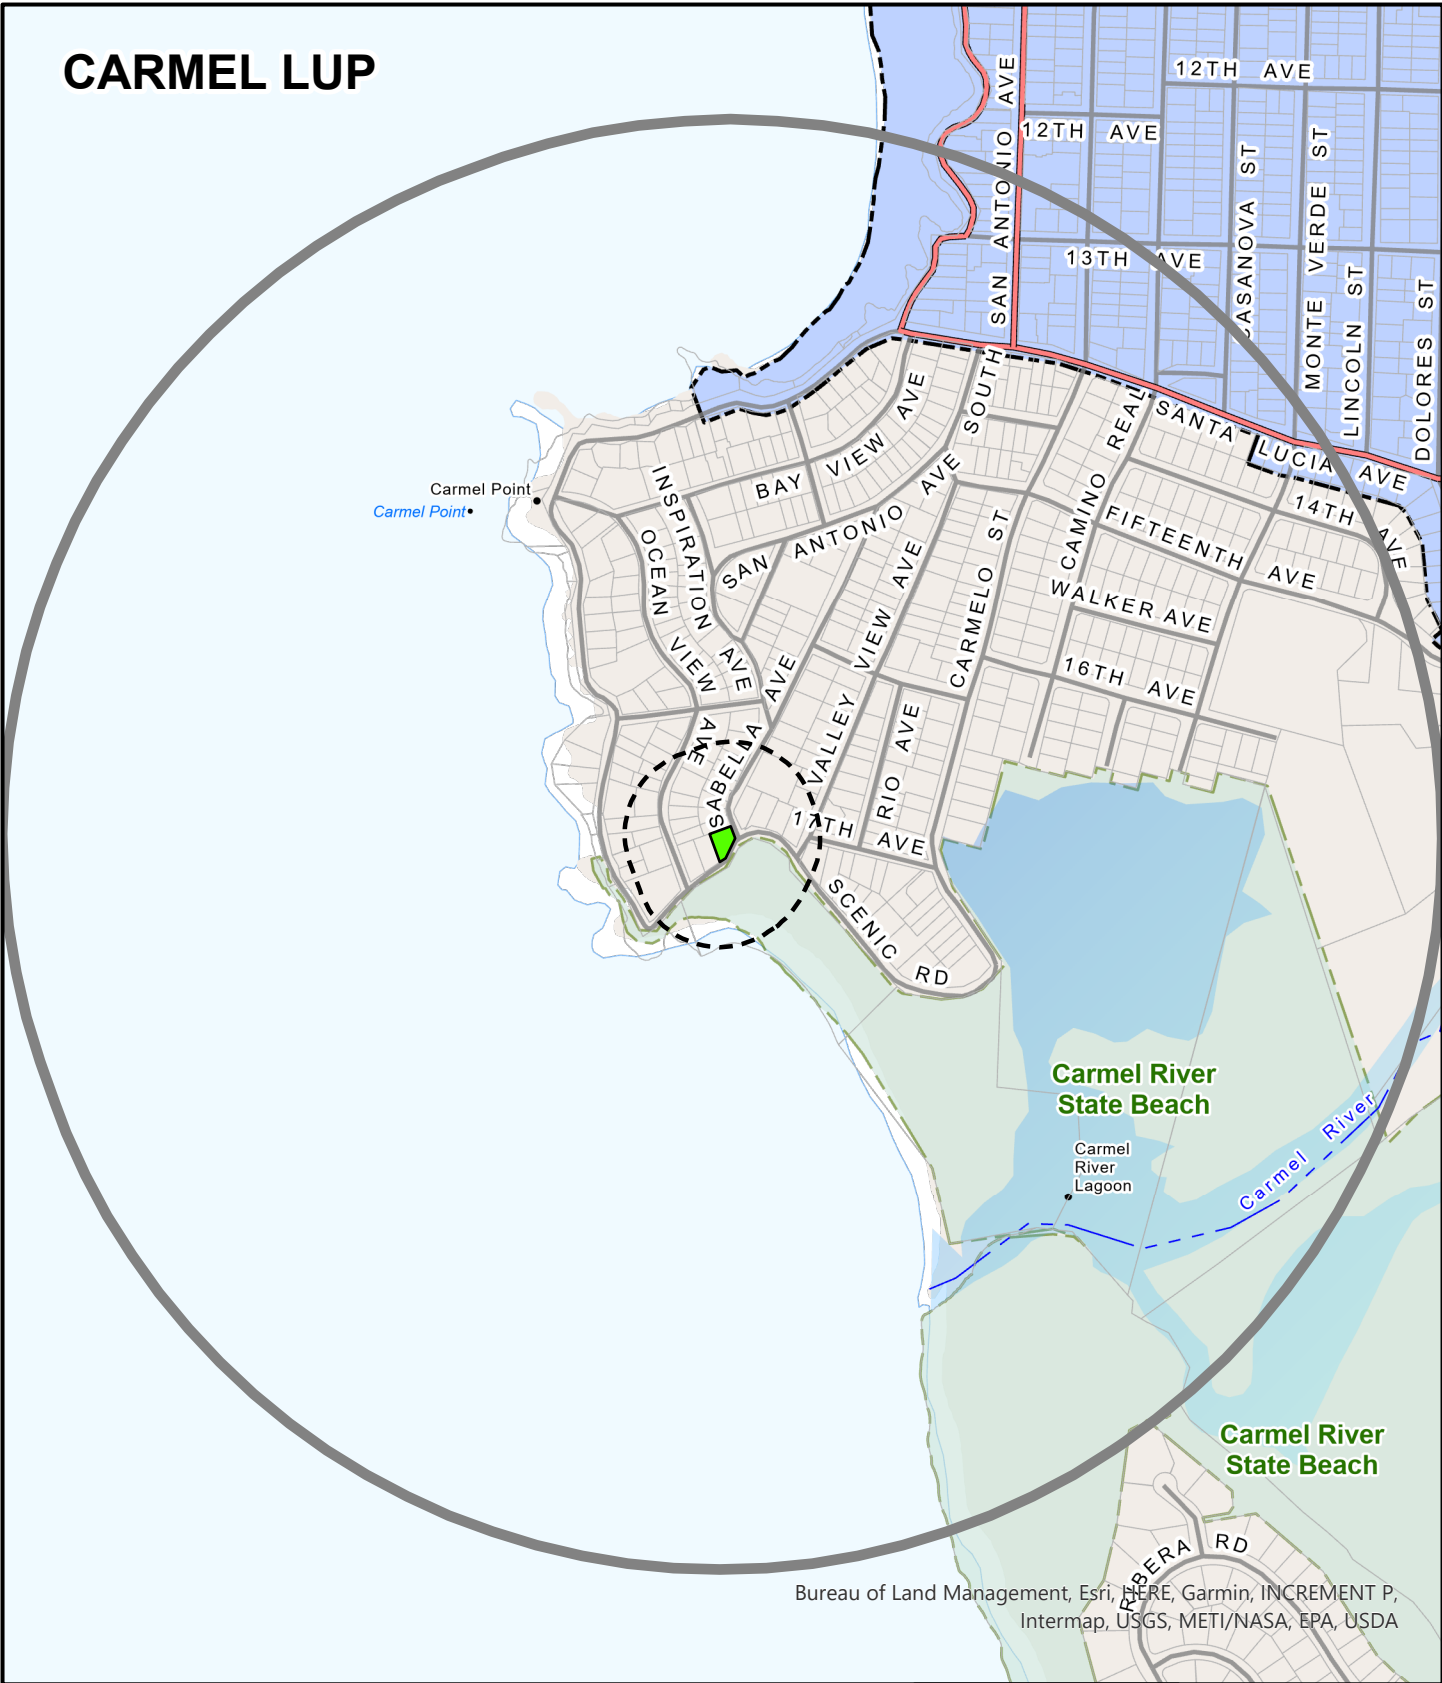 CARMEL LUP
12TH AVE
12TH AVE
SAN ANTONIO AVE
13TH AVE
CASANOVA ST
MONTE VERDE ST
LINCOLN ST
DOLORES ST
SANTA LUCIA AVE
14TH AVE
Carmel Point
Carmel Point
BAY VIEW AVE
SAN ANTONIO AVE SOUTH
INSPIRATION AVE
OCEAN VIEW AVE
CAMINO REAL
FIFTEENTH AVE
WALKER AVE
16TH AVE
CARMELO ST
VALLEY VIEW AVE
RIO AVE
ISABELLA AVE
17TH AVE
SCENIC RD
Carmel River
State Beach
Carmel
River
Lagoon
Carmel River
Carmel River
State Beach
RIBERA RD
Bureau of Land Management, Esri, HERE, Garmin, INCREMENT P,
Intermap, USGS, METI/NASA, EPA, USDA